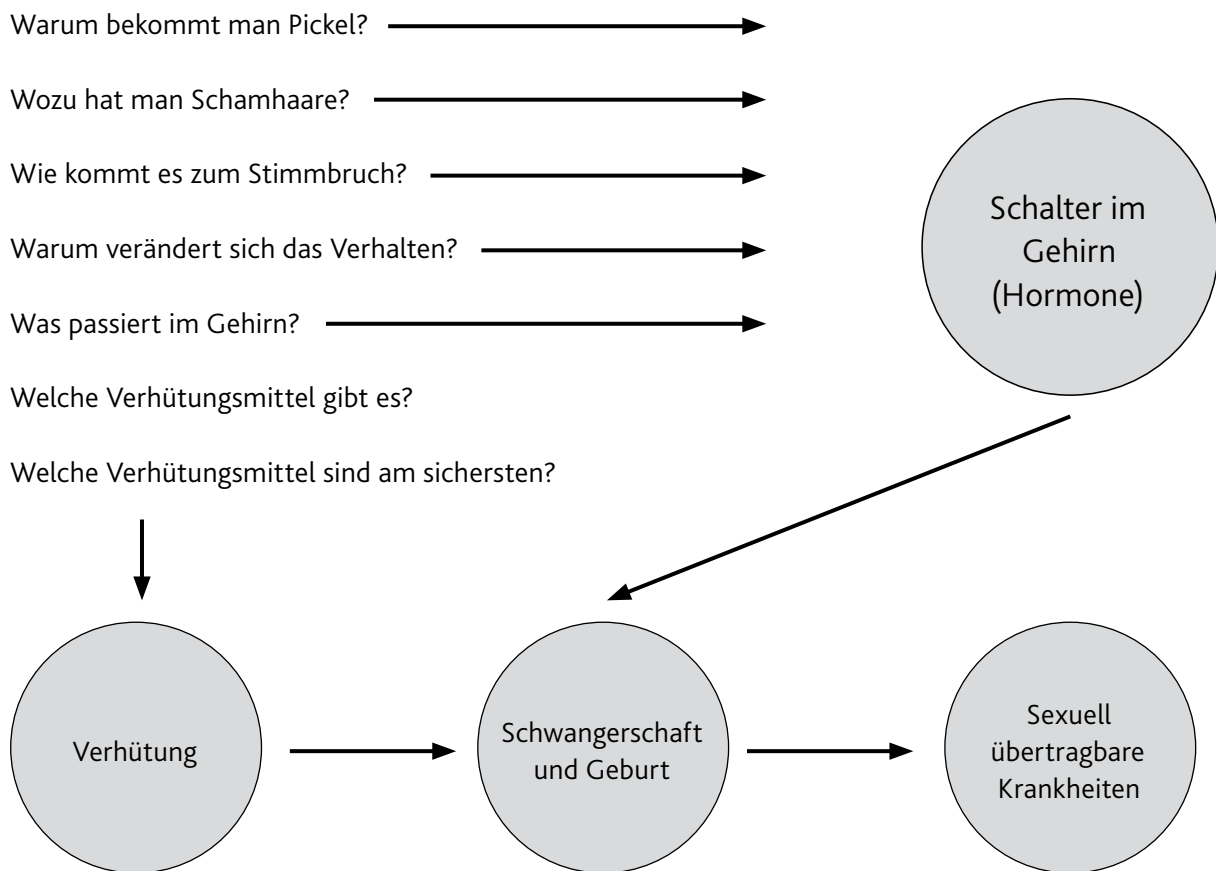 Warum bekommt man Pickel?
Wozu hat man Schamhaare?
Wie kommt es zum Stimmbruch?
Warum verändert sich das Verhalten?
Was passiert im Gehirn?
Schalter im
Gehirn
(Hormone)
Welche Verhütungsmittel gibt es?
Welche Verhütungsmittel sind am sichersten?
Verhütung
Schwangerschaft
und Geburt
Sexuell
übertragbare
Krankheiten